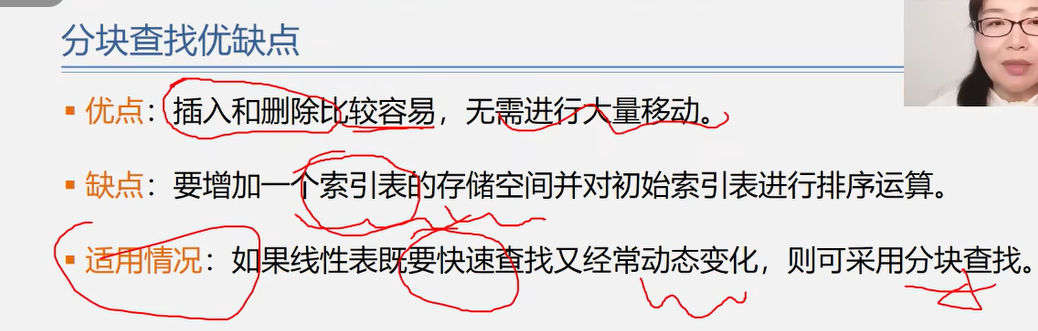 分块查找优缺点
▪ 优点：插入和删除比较容易，无需进行大量移动。
▪ 缺点：要增加一个索引表的存储空间并对初始索引表进行排序运算。
▪ 适用情况：如果线性表既要快速查找又经常动态变化，则可采用分块查找。